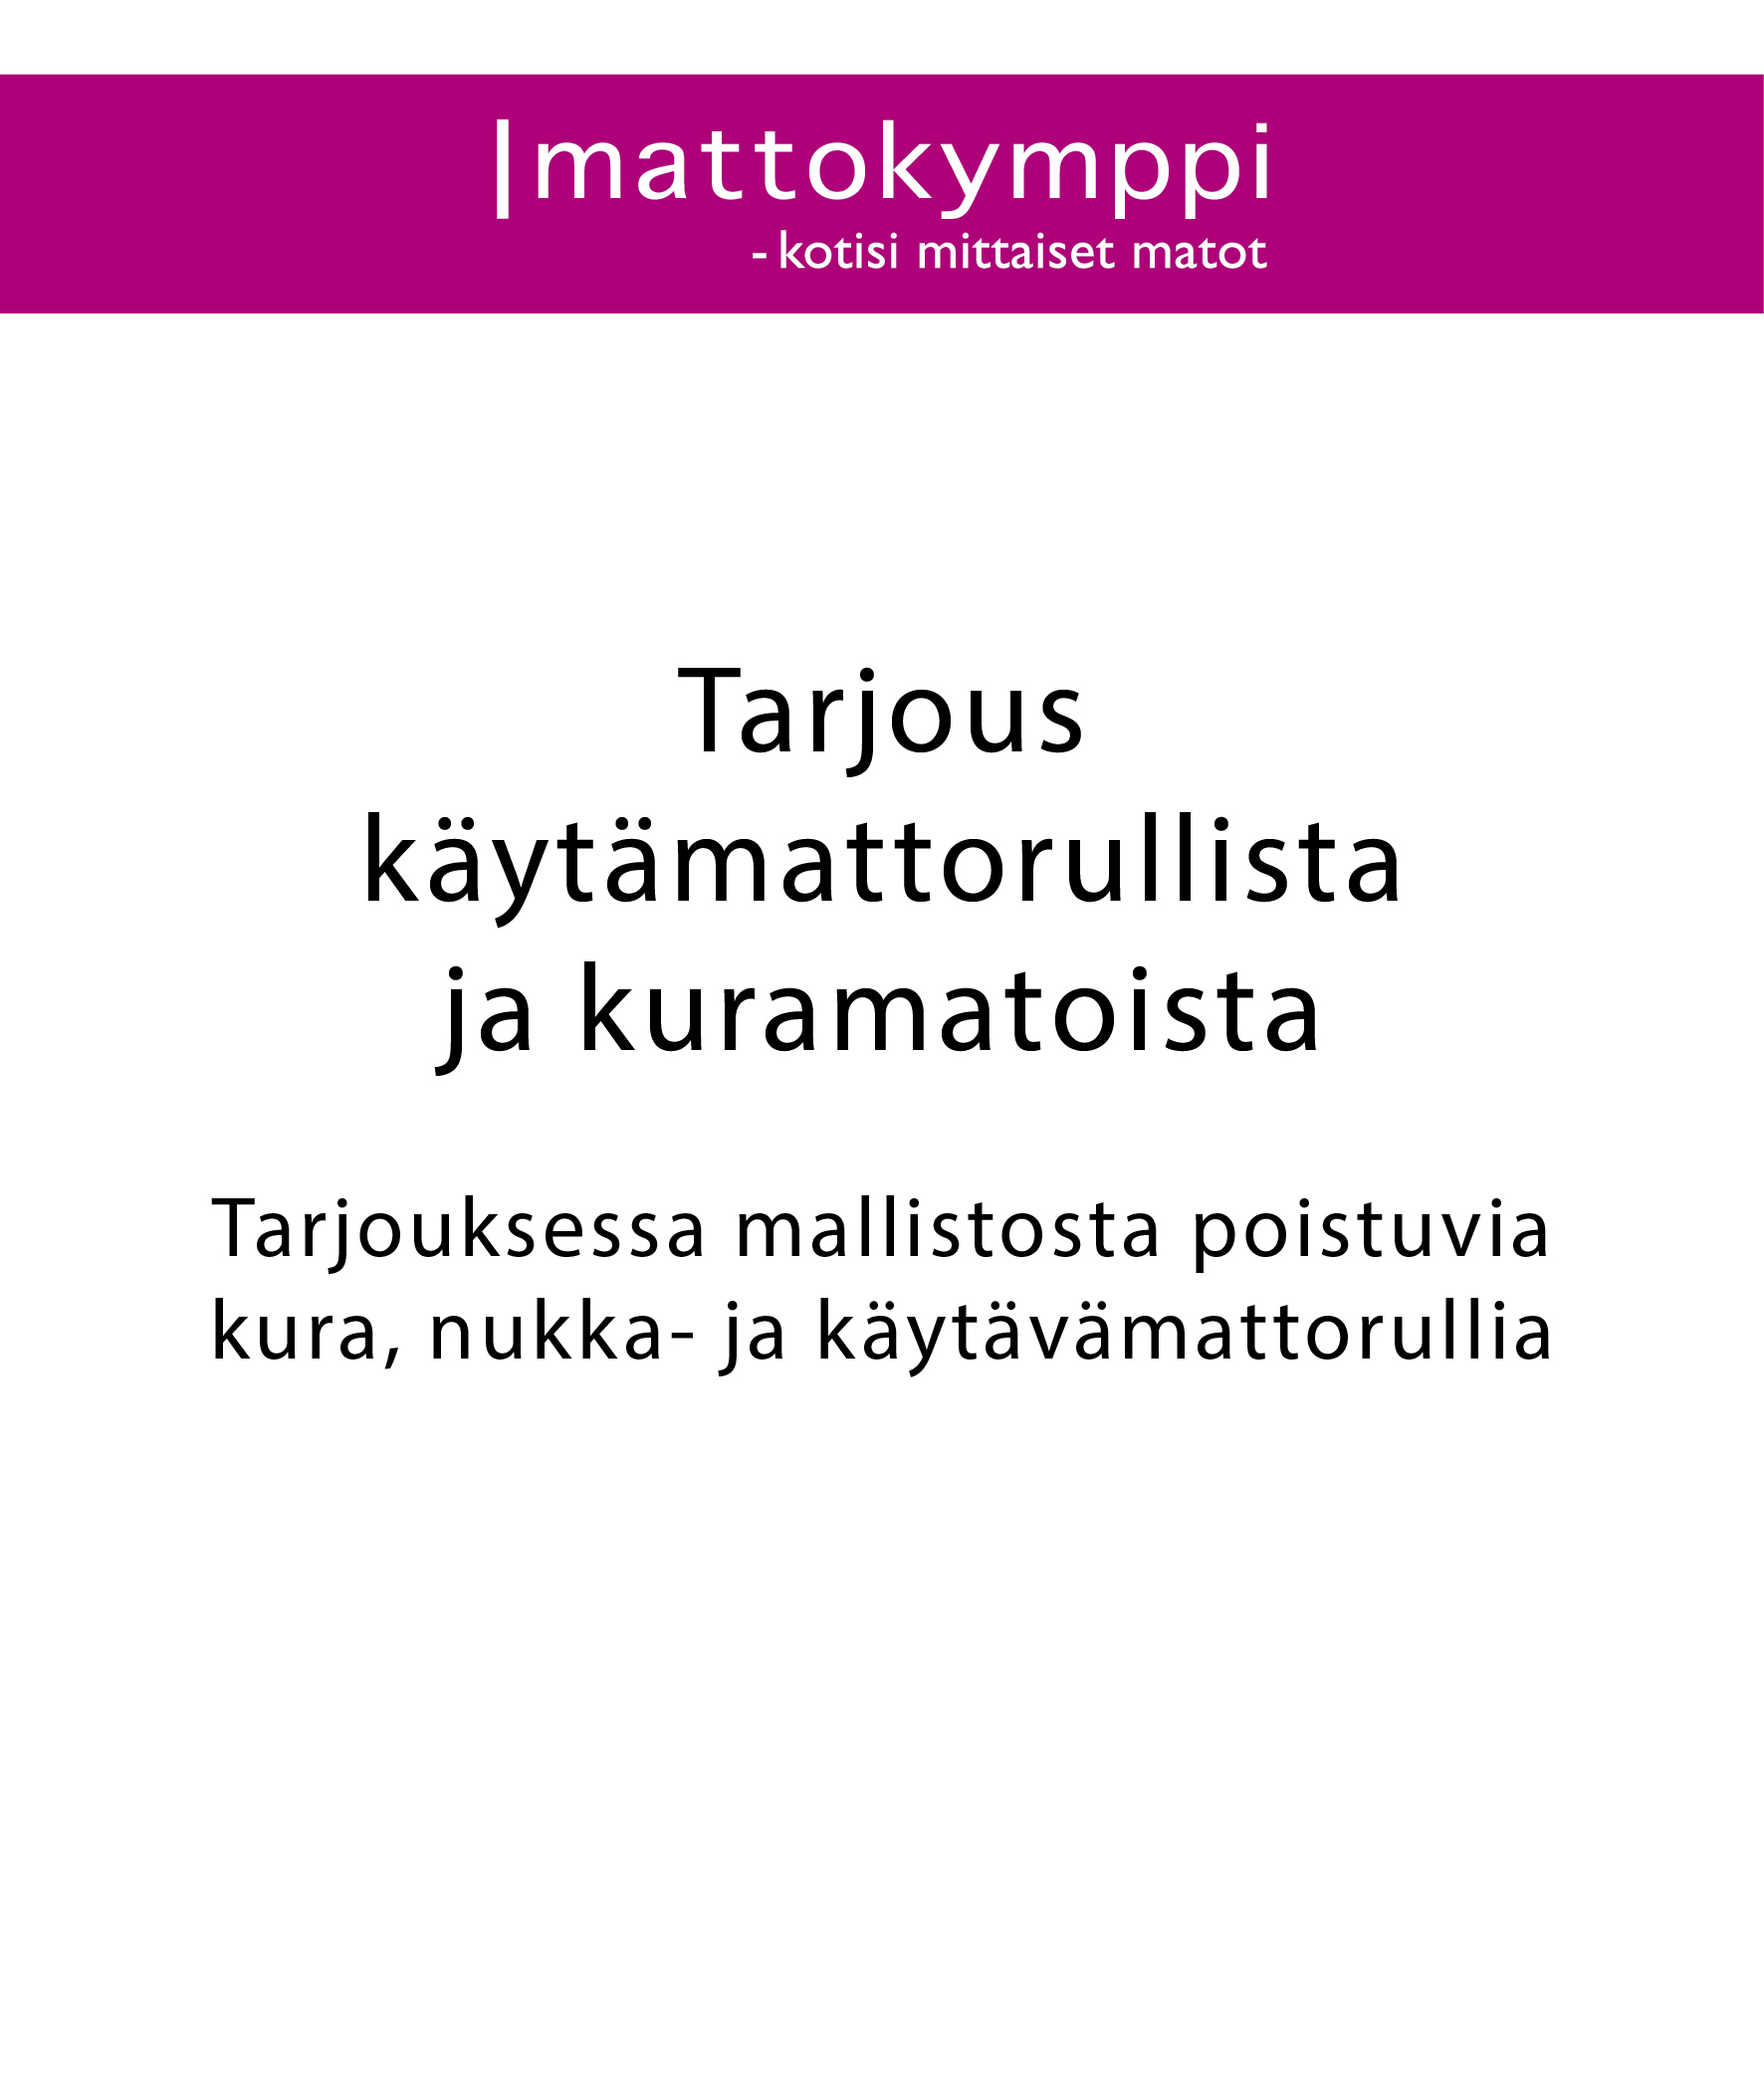 |mattokymppi
- kotisi mittaiset matot
Tarjous
käytämattorullista
ja kuramatoista
Tarjouksessa mallistosta poistuvia
kura, nukka- ja käytävämattorullia